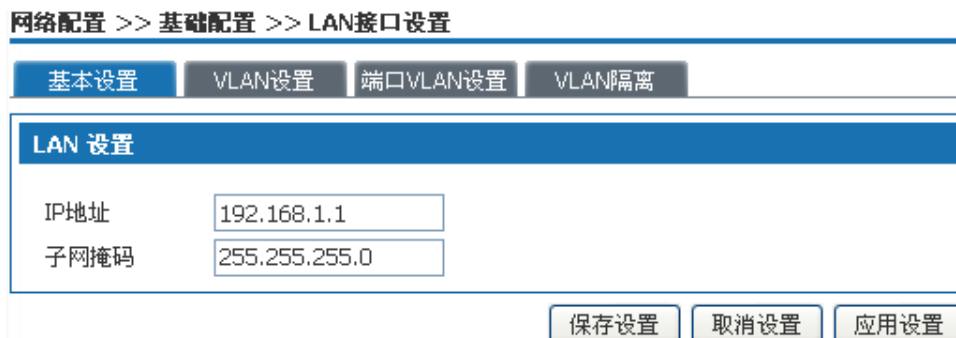 网络配置 >> 基础配置 >> LAN接口设置
基本设置 VLAN设置 端口VLAN设置 VLAN隔离
LAN 设置
IP地址 192.168.1.1
子网掩码 255.255.255.0
保存设置 取消设置 应用设置